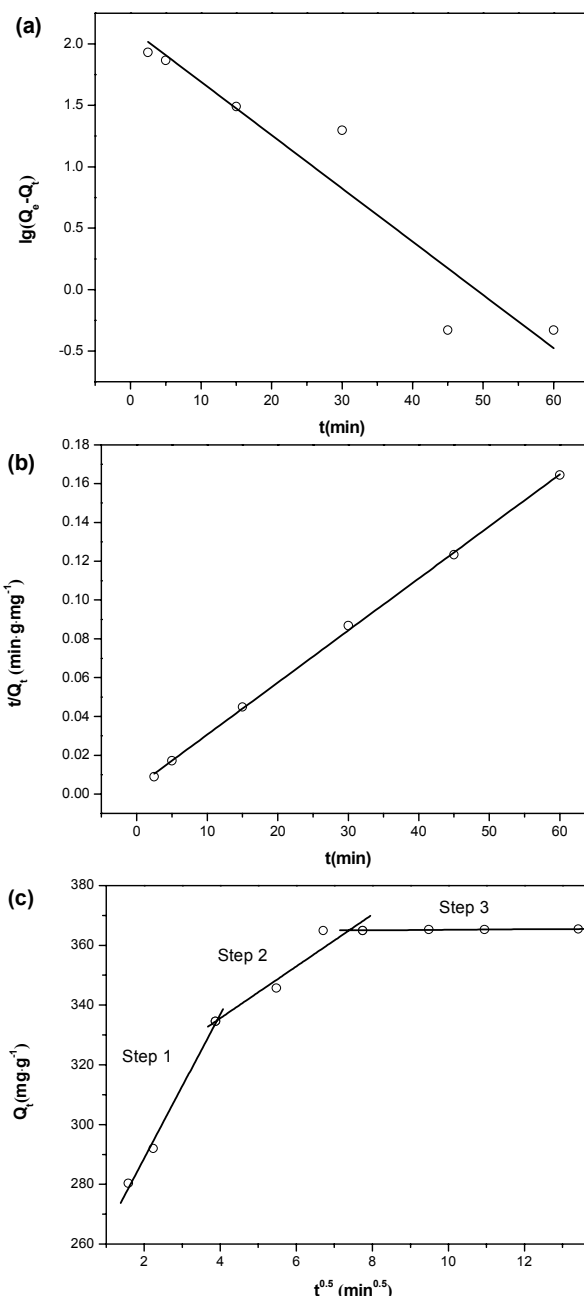 (a)
2.0
1.5
1.0
0.5
0.0
-0.5
lg(Qe-Qt)
0 10 20 30 40 50 60
t(min)
(b)
0.18
0.16
0.14
0.12
0.10
0.08
0.06
0.04
0.02
0.00
t/Qt (min·g·mg-1)
0 10 20 30 40 50 60
t(min)
(c)
380
360
340
320
300
280
260
Qt(mg·g-1)
Step 3
Step 2
Step 1
2 4 6 8 10 12
t0.5 (min0.5)